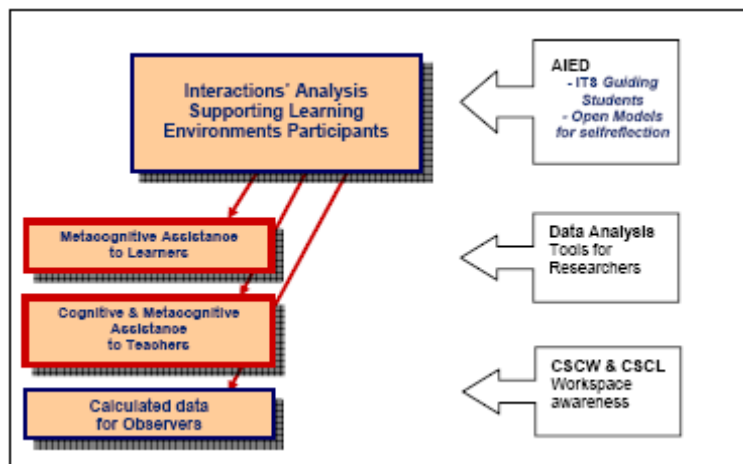 Interactions' Analysis
Supporting Learning
Environments Participants
Metacognitive Assistance
to Learners
Cognitive & Metacognitive
Assistance
to Teachers
Calculated data
for Observers
AIED
- ITS Guiding
Students
- Open Models
for selfreflection
Data Analysis
Tools for
Researchers
CSCW & CSCL
Workspace
awareness